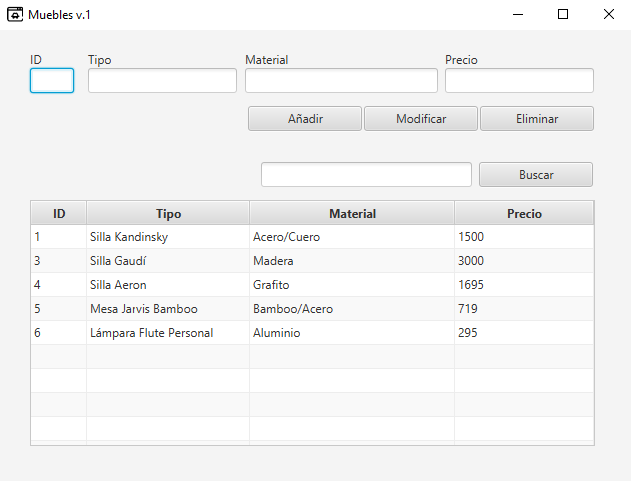 Muebles v.1
ID Tipo Material Precio
Añadir Modificar Eliminar
Buscar
ID Tipo Material Precio
1 Silla Kandinsky Acero/Cuero 1500
3 Silla Gaudí Madera 3000
4 Silla Aeron Grafito 1695
5 Mesa Jarvis Bamboo Bamboo/Acero 719
6 Lámpara Flute Personal Aluminio 295